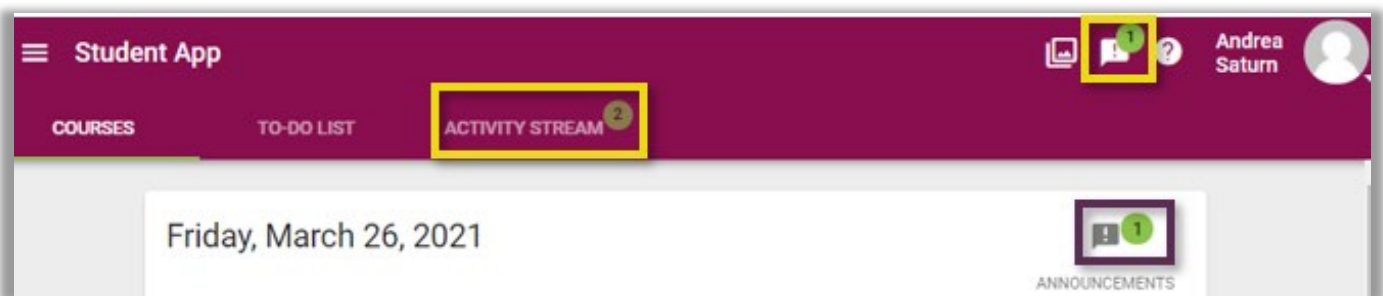 Student App
1
Andrea
Saturn
COURSES
TO-DO LIST
ACTIVITY STREAM
2
Friday, March 26, 2021
1
ANNOUNCEMENTS